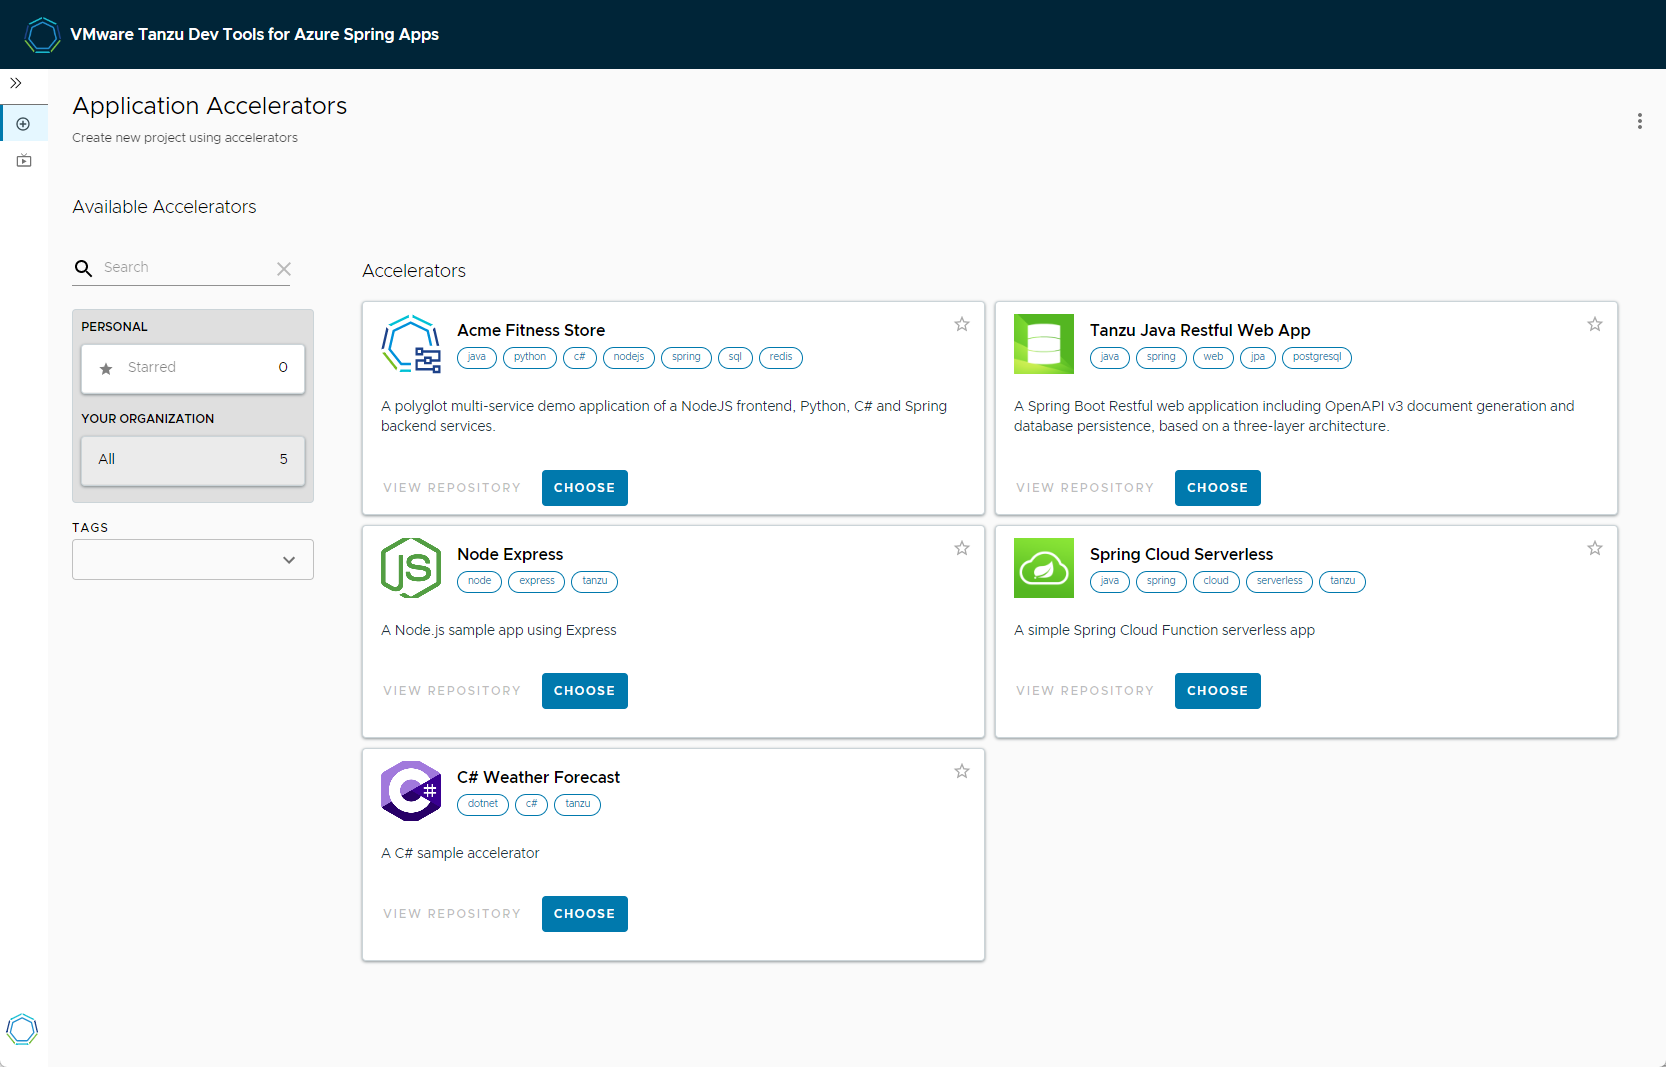 VMware Tanzu Dev Tools for Azure Spring Apps
Application Accelerators
Create new project using accelerators
Available Accelerators
Search
PERSONAL
Starred 0
YOUR ORGANIZATION
All 5
TAGS
Accelerators
Acme Fitness Store
java python c# nodejs spring sql redis
A polyglot multi-service demo application of a NodeJS frontend, Python, C# and Spring
backend services.
VIEW REPOSITORY CHOOSE
Tanzu Java Restful Web App
java spring web jpa postgresql
A Spring Boot Restful web application including OpenAPI v3 document generation and
database persistence, based on a three-layer architecture.
VIEW REPOSITORY CHOOSE
JS
Node Express
node express tanzu
A Node.js sample app using Express
VIEW REPOSITORY CHOOSE
Spring Cloud Serverless
java spring cloud serverless tanzu
A simple Spring Cloud Function serverless app
VIEW REPOSITORY CHOOSE
C#
C# Weather Forecast
dotnet c# tanzu
A C# sample accelerator
VIEW REPOSITORY CHOOSE